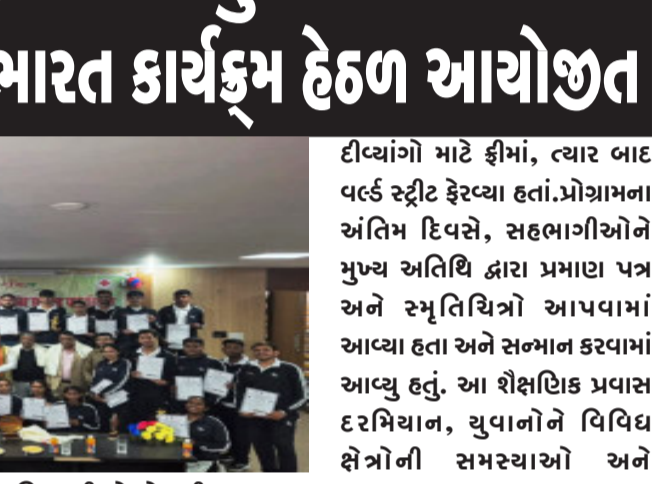 ભારત કાર્યક્રમ હેઠળ આયોજીત
દીવ્યાંગો માટે ફ્રીમાં, ત્યાર બાદ
વર્લ્ડ સ્ટ્રીટ ફેરવ્યા હતાં.પ્રોગ્રામના
અંતિમ દિવસે, સહભાગીઓને
મુખ્ય અતિથિ દ્વારા પ્રમાણ પત્ર
અને સ્મૃતિચિત્રો આપવામાં
આવ્યા હતા અને સન્માન કરવામાં
આવ્યુ હતું. આ શૈક્ષણિક પ્રવાસ
દરમિયાન, યુવાનોને વિવિધ
ક્ષેત્રોની સમસ્યાઓ અને